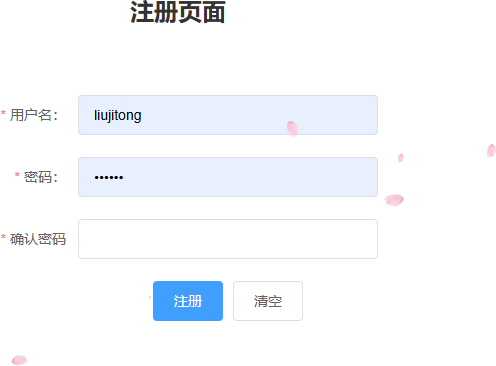 注册页面
* 用户名：
liujitong
* 密码：
••••••
* 确认密码
注册 清空